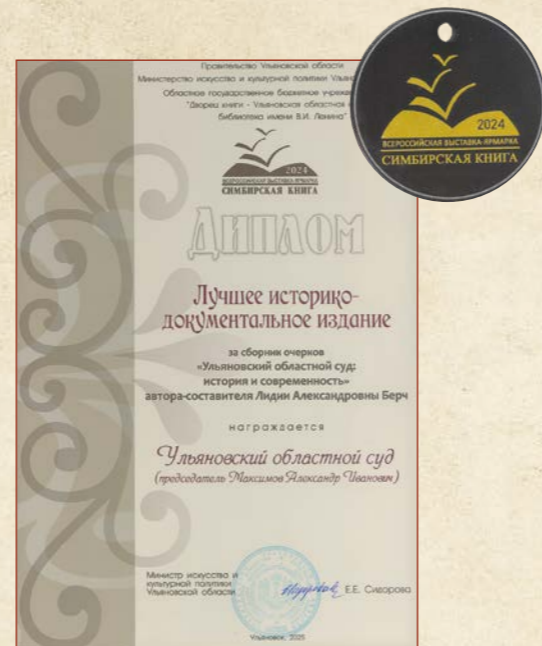 Правительство Ульяновской области
Министерство искусства и культурной политики
Областное государственное бюджетное
"Дворец книги - Ульяновская областная
библиотека имени В.И. Ленина"
2024
ВСЕРОССИЙСКАЯ ВЫСТАВКА-ЯРМАРКА
СИМБИРСКАЯ КНИГА
ДИПЛОМ
Лучшее историко-
документальное издание
за сборник очерков
«Ульяновский областной суд:
история и современность»
автора-составителя Лидии Александровны Берч
награждается
Ульяновский областной суд
(председатель Максимов Александр Иванович)
Министр искусства и
культурной политики
Ульяновской области
Е.Е. Сидорова
Ульяновск, 2025
2024
ВСЕРОССИЙСКАЯ ВЫСТАВКА-ЯРМАРКА
СИМБИРСКАЯ КНИГА